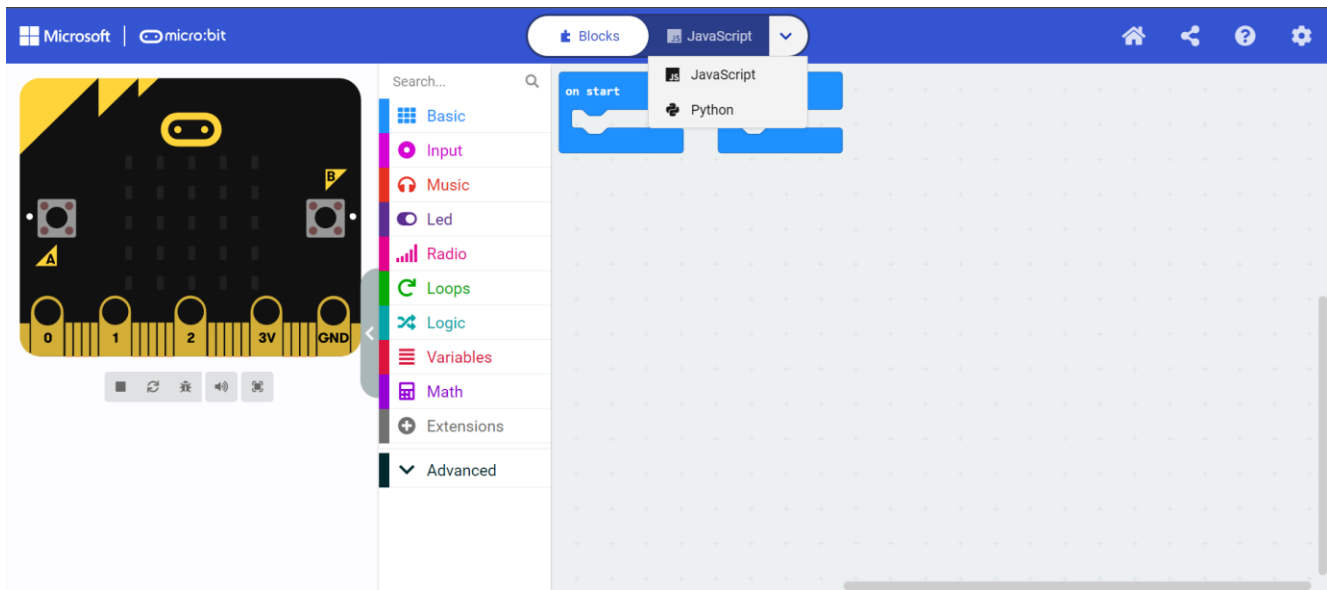 Microsoft micro:bit
Blocks JavaScript
JavaScript
Python
Search...
Basic
Input
Music
Led
Radio
Loops
Logic
Variables
Math
Extensions
Advanced
on start
A
B
0 1 2 3V GND